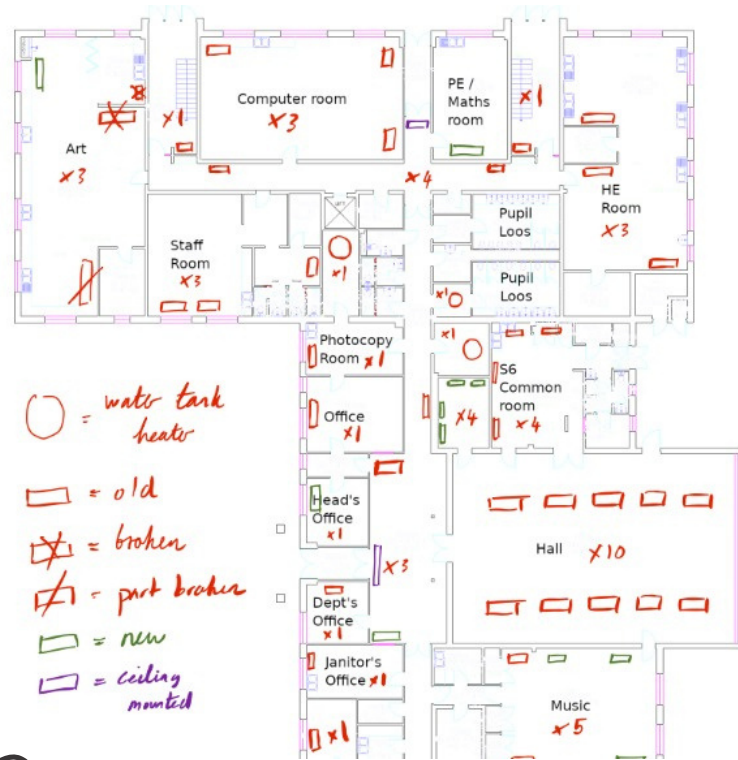 Computer room
x3
PE /
Maths
room
x1
x1
Art
x3
x4
HE
Room
x3
Pupil
Loos
Staff
Room
x3
LIFT
x1
Pupil
Loos
x1
x1
Photocopy
Room x1
S6
Common
room
x4
x4
Office
x1
= water tank
heater
= old
= broken
= part broken
= new
= ceiling
mounted
Head's
Office
x1
x3
Hall x10
Dept's
Office
x1
Janitor's
Office x1
x1
Music
x5